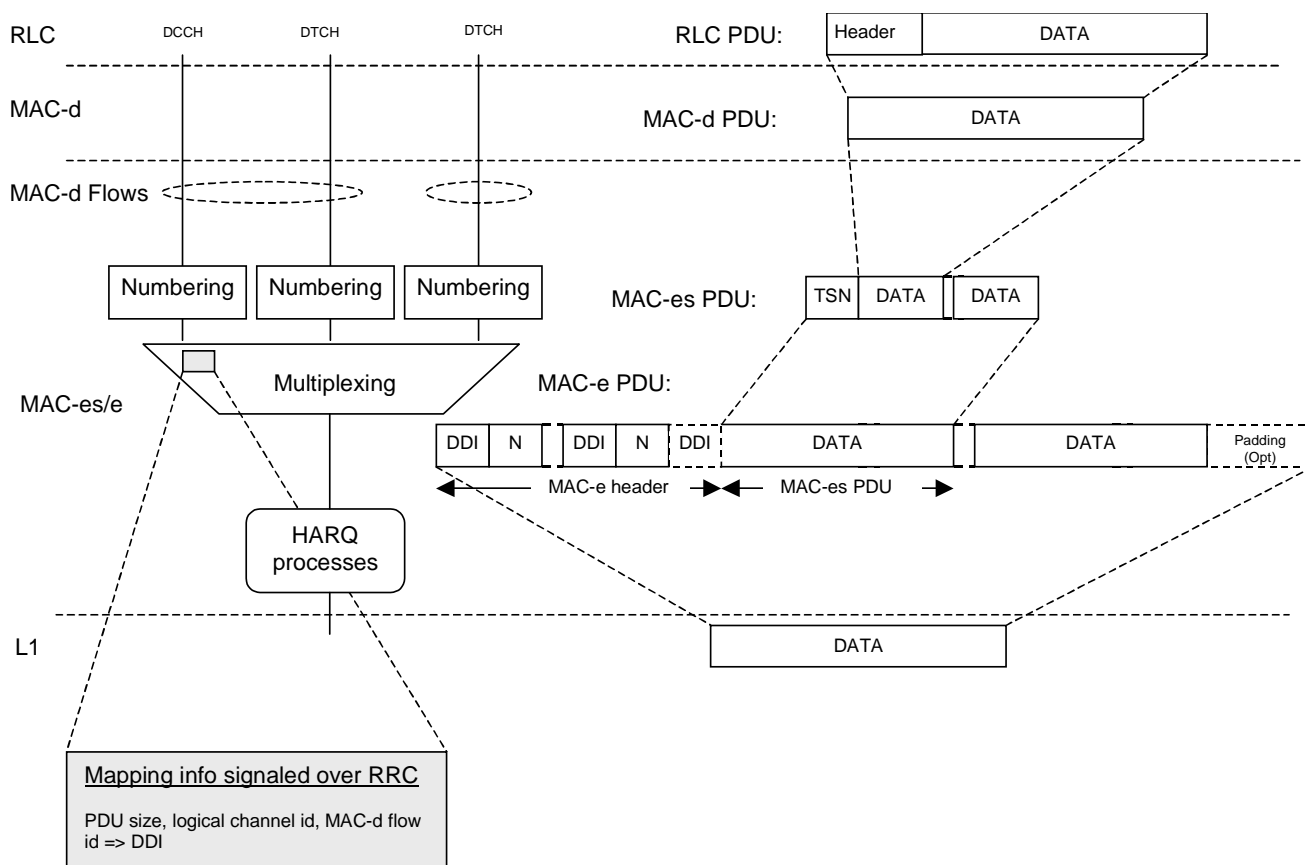 RLC
DCCH
DTCH
DTCH
RLC PDU:
Header
DATA
MAC-d
MAC-d PDU:
DATA
MAC-d Flows
Numbering
Numbering
Numbering
MAC-es PDU:
TSN
DATA
DATA
Multiplexing
MAC-e PDU:
MAC-es/e
DDI
N
DDI
N
DDI
DATA
DATA
Padding
(Opt)
MAC-e header
MAC-es PDU
HARQ
processes
L1
DATA
Mapping info signaled over RRC
PDU size, logical channel id, MAC-d flow
id => DDI